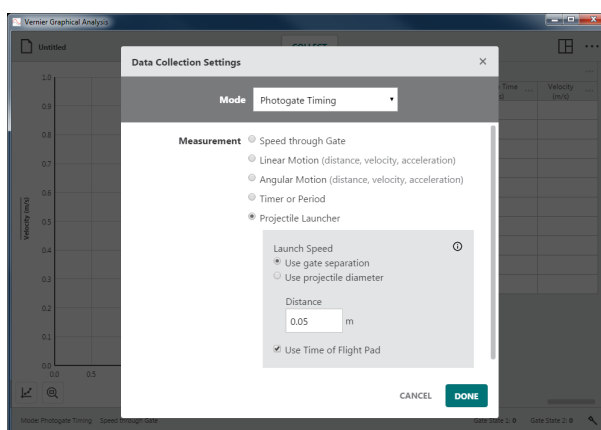 Vernier Graphical Analysis
Untitled
COLLECT
Data Collection Settings
×
Mode Photogate Timing
Measurement Speed through Gate
Linear Motion (distance, velocity, acceleration)
Angular Motion (distance, velocity, acceleration)
Timer or Period
Projectile Launcher
Launch Speed
Use gate separation
Use projectile diameter
Distance
0.05 m
Use Time of Flight Pad
CANCEL DONE
Velocity (m/s)
1.0
0.9
0.8
0.7
0.6
0.5
0.4
0.3
0.2
0.1
0.0
0.0 0.5
Time
Velocity
(m/s)
Mode: Photogate Timing Speed through Gate
Gate State 1: 0 Gate State 2: 0